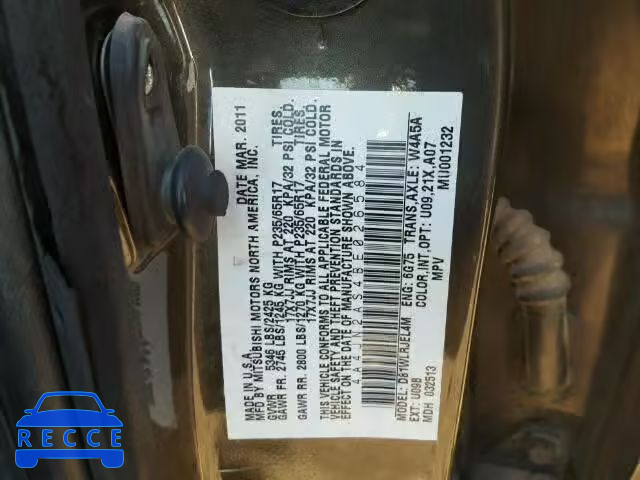 MADE IN U.S.A. DATE MAR. 2011
MFG BY MITSUBISHI MOTORS NORTH AMERICA, INC.
GVWR 5346 LBS/2425 KG
GAWR FR. 2745 LBS/1245 KG WITH P235/65R17 TIRES,
17X7JJ RIMS AT 220 KPA/32 PSI COLD.
GAWR RR. 2800 LBS/1270 KG WITH P235/65R17 TIRES,
17X7JJ RIMS AT 220 KPA/32 PSI COLD.
THIS VEHICLE CONFORMS TO ALL APPLICABLE FEDERAL MOTOR
VEHICLE SAFETY AND THEFT PREVENTION STANDARDS IN
EFFECT ON THE DATE OF MANUFACTURE SHOWN ABOVE.
4A4JN2AS4BE026584
MODEL: D81WLRJEL4M ENG: 6G75 TRANS.AXLE: W4A5A
EXT: U09B COLOR.INT.OPT: U09.21X.A07
MDH 032513 MPV MIU001232
RECCE